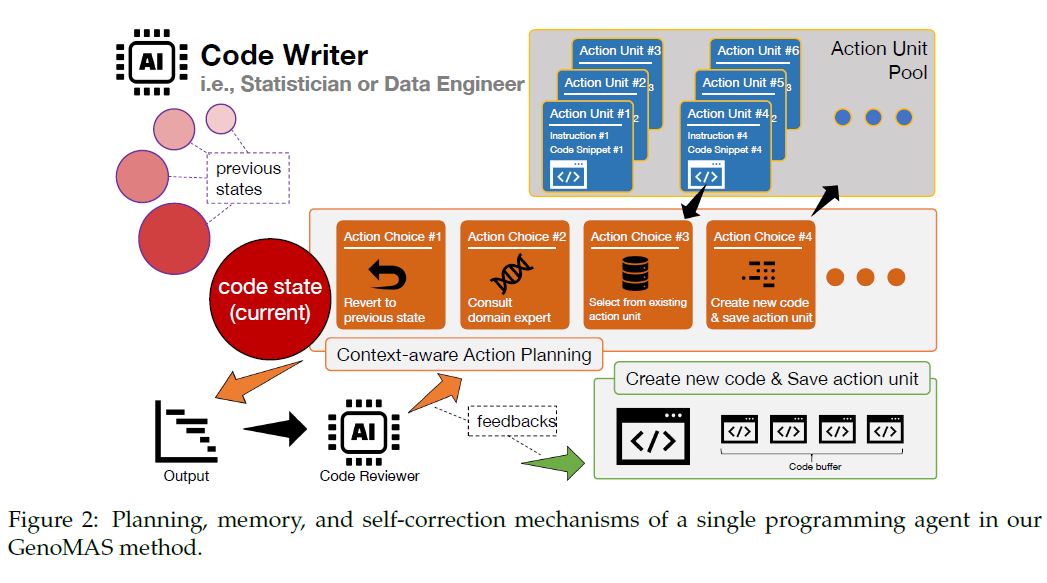 AI
Code Writer
i.e., Statistician or Data Engineer
previous
states
code state
(current)
Action Unit #3
3
Action Unit #2
2
Action Unit #1
Instruction #1
Code Snippet #1
</>
Action Unit #6
3
Action Unit #5
2
Action Unit #4
Instruction #4
Code Snippet #4
</>
Action Unit
Pool
Action Choice #1
Revert to
previous state
Action Choice #2
Consult
domain expert
Action Choice #3
Select from existing
action unit
Action Choice #4
Create new code
& save action unit
Context-aware Action Planning
Output
AI
Code Reviewer
feedbacks
Create new code & Save action unit
</>
</>
</>
</>
</>
Code buffer
Figure 2: Planning, memory, and self-correction mechanisms of a single programming agent in our
GenoMAS method.